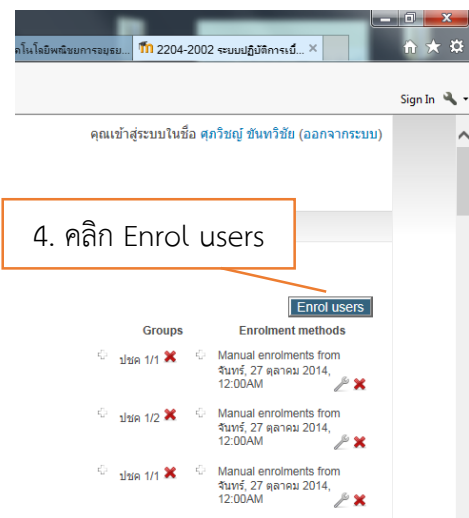 คโนโลยีพณิชยการอยุธย... 2204-2002 ระบบปฏิบัติการเบื้...
Sign In
คุณเข้าสู่ระบบในชื่อ ศุภวิชญ์ ขันทวิชัย (ออกจากระบบ)
4. คลิก Enrol users
Enrol users
Groups Enrolment methods
ปชค 1/1 Manual enrolments from
จันทร์, 27 ตุลาคม 2014,
12:00AM
ปชค 1/2 Manual enrolments from
จันทร์, 27 ตุลาคม 2014,
12:00AM
ปชค 1/1 Manual enrolments from
จันทร์, 27 ตุลาคม 2014,
12:00AM